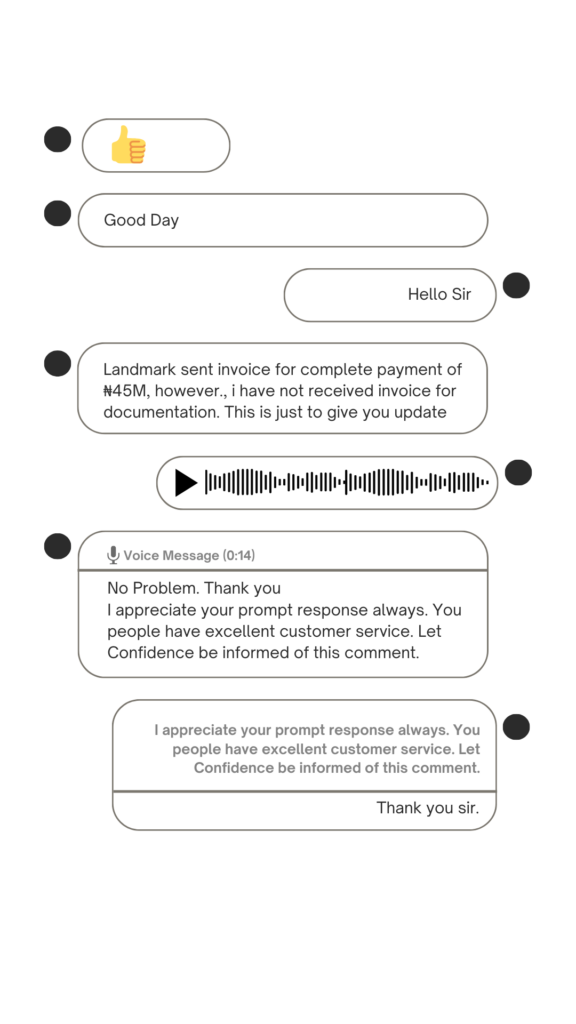 Good Day
Hello Sir
Landmark sent invoice for complete payment of
₦45M, however., i have not received invoice for
documentation. This is just to give you update
Voice Message (0:14)
No Problem. Thank you
I appreciate your prompt response always. You
people have excellent customer service. Let
Confidence be informed of this comment.
I appreciate your prompt response always. You
people have excellent customer service. Let
Confidence be informed of this comment.
Thank you sir.